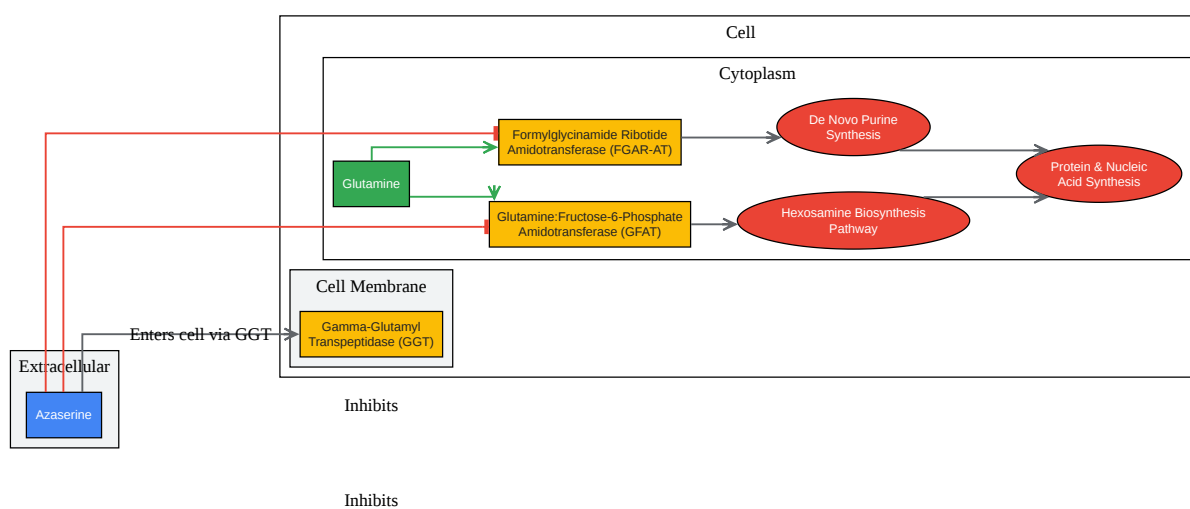 Cell
Cytoplasm
Formylglycinamide Ribotide
Amidotransferase (FGAR-AT)
De Novo Purine
Synthesis
Protein & Nucleic
Acid Synthesis
Glutamine
Glutamine:Fructose-6-Phosphate
Amidotransferase (GFAT)
Hexosamine Biosynthesis
Pathway
Cell Membrane
Gamma-Glutamyl
Transpeptidase (GGT)
Enters cell via GGT
Extracellular
Azaserine
Inhibits
Inhibits